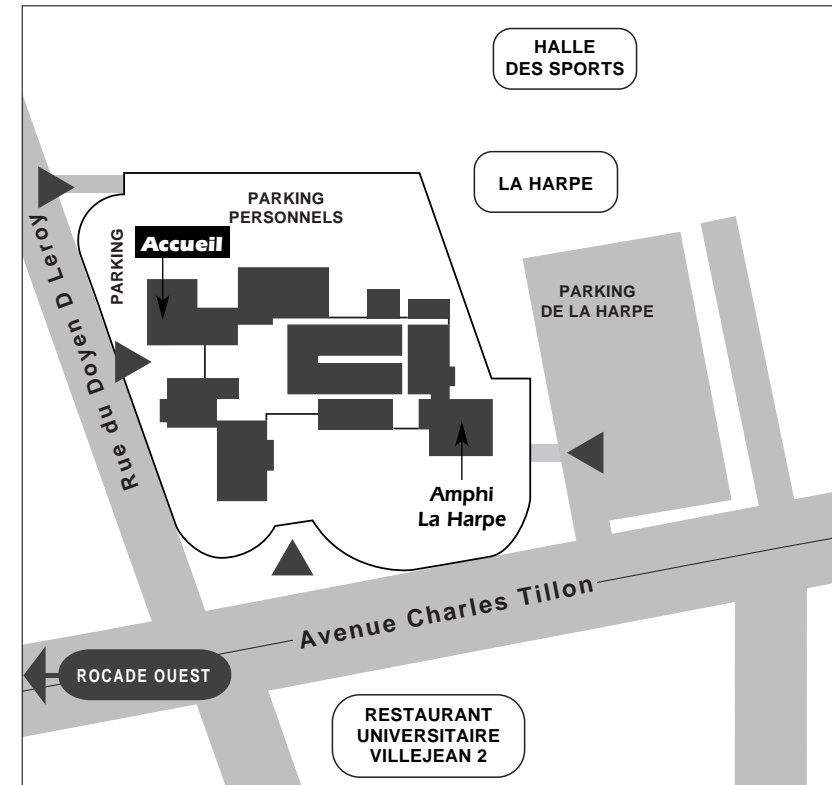 HALLE
DES SPORTS
LA HARPE
PARKING
PERSONNELS
Accueil
PARKING
Rue du Doyen D Leroy
PARKING
DE LA HARPE
Amphi
La Harpe
Avenue Charles Tillon
ROCADE OUEST
RESTAURANT
UNIVERSITAIRE
VILLEJEAN 2